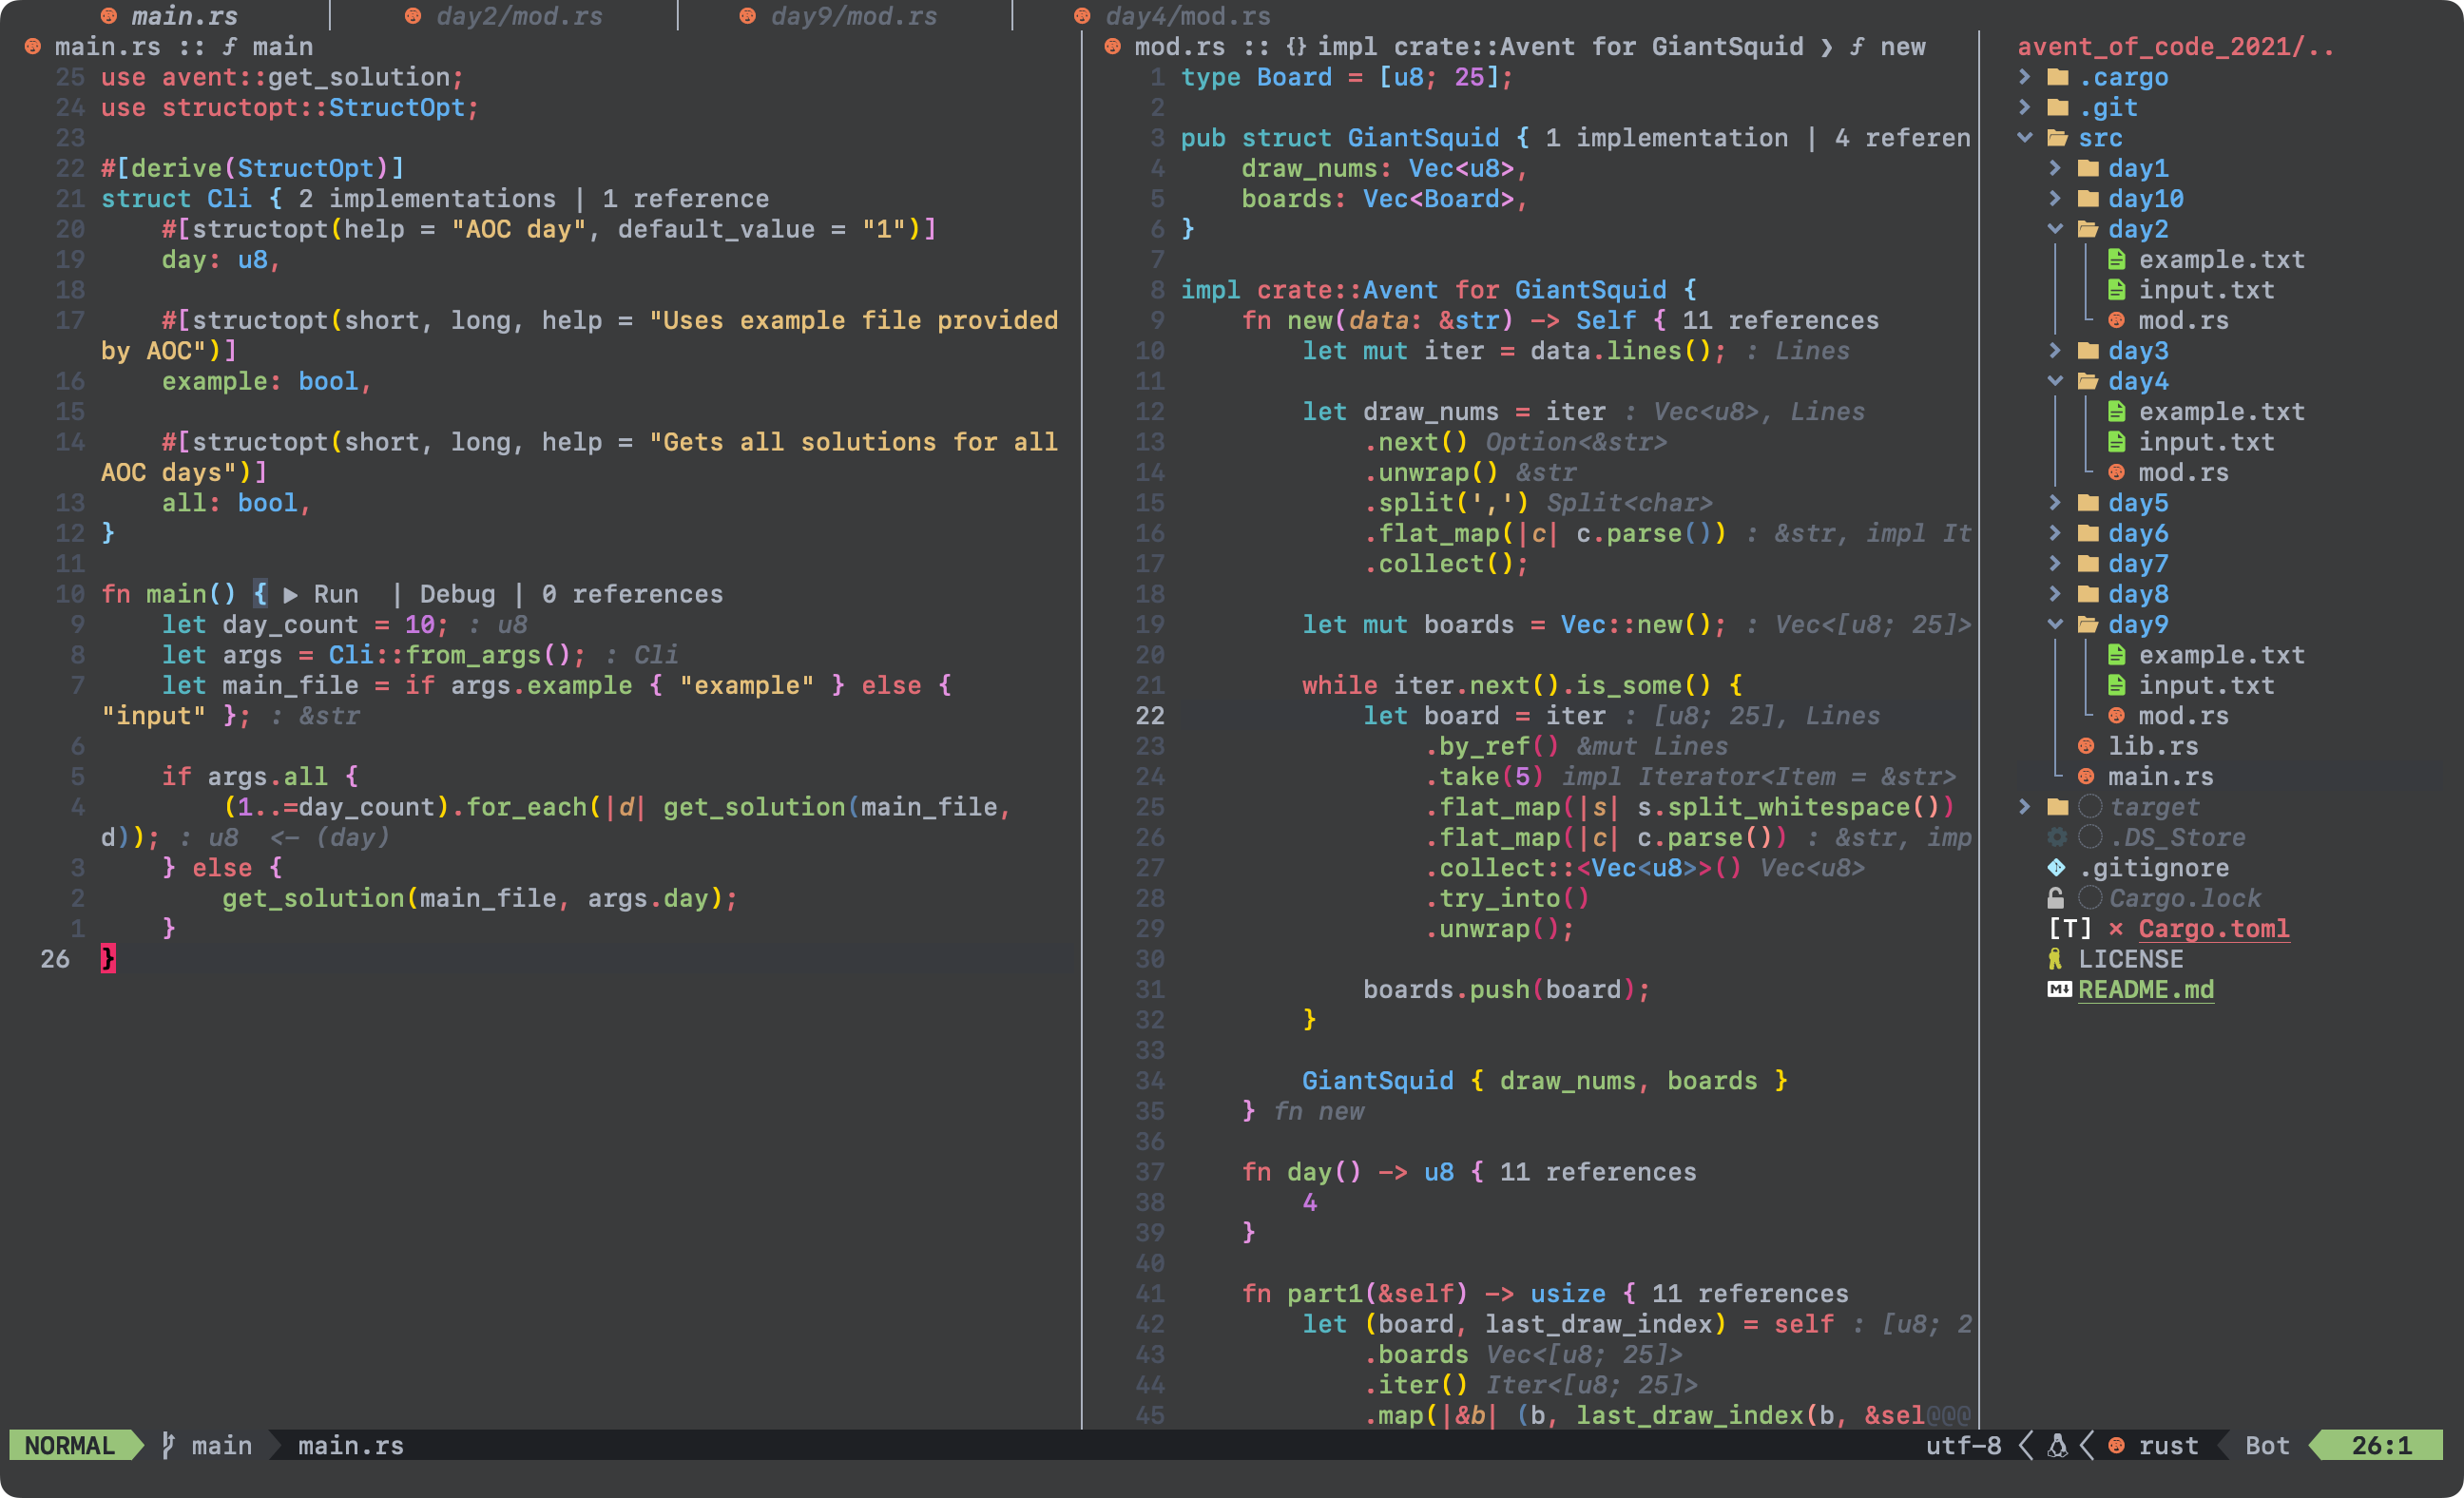 main.rs day2/mod.rs day9/mod.rs day4/mod.rs
main.rs :: ƒ main
25 use avent::get_solution;
24 use structopt::StructOpt;
23
22 #[derive(StructOpt)]
21 struct Cli { 2 implementations | 1 reference
20     #[structopt(help = "AOC day", default_value = "1")]
19     day: u8,
18
17     #[structopt(short, long, help = "Uses example file provided
by AOC")]
16     example: bool,
15
14     #[structopt(short, long, help = "Gets all solutions for all
AOC days")]
13     all: bool,
12 }
11
10 fn main() { ▶ Run  | Debug | 0 references
9     let day_count = 10; : u8
8     let args = Cli::from_args(); : Cli
7     let main_file = if args.example { "example" } else {
"input" }; : &str
6
5     if args.all {
4         (1..=day_count).for_each(|d| get_solution(main_file,
d)); : u8  <- (day)
3     } else {
2         get_solution(main_file, args.day);
1     }
26 }
mod.rs :: {} impl crate::Avent for GiantSquid ❯ ƒ new
1 type Board = [u8; 25];
2
3 pub struct GiantSquid { 1 implementation | 4 referen
4     draw_nums: Vec<u8>,
5     boards: Vec<Board>,
6 }
7
8 impl crate::Avent for GiantSquid {
9     fn new(data: &str) -> Self { 11 references
10         let mut iter = data.lines(); : Lines
11
12         let draw_nums = iter : Vec<u8>, Lines
13             .next() Option<&str>
14             .unwrap() &str
15             .split(',') Split<char>
16             .flat_map(|c| c.parse()) : &str, impl It
17             .collect();
18
19         let mut boards = Vec::new(); : Vec<[u8; 25]>
20
21         while iter.next().is_some() {
22             let board = iter : [u8; 25], Lines
23                 .by_ref() &mut Lines
24                 .take(5) impl Iterator<Item = &str>
25                 .flat_map(|s| s.split_whitespace())
26                 .flat_map(|c| c.parse()) : &str, imp
27                 .collect::<Vec<u8>>() Vec<u8>
28                 .try_into()
29                 .unwrap();
30
31             boards.push(board);
32         }
33
34         GiantSquid { draw_nums, boards }
35     } fn new
36
37     fn day() -> u8 { 11 references
38         4
39     }
40
41     fn part1(&self) -> usize { 11 references
42         let (board, last_draw_index) = self : [u8; 2
43             .boards Vec<[u8; 25]>
44             .iter() Iter<[u8; 25]>
45             .map(|&b| (b, last_draw_index(b, &sel@@@
avent_of_code_2021/..
.cargo
.git
src
day1
day10
day2
example.txt
input.txt
mod.rs
day3
day4
example.txt
input.txt
mod.rs
day5
day6
day7
day8
day9
example.txt
input.txt
mod.rs
lib.rs
main.rs
target
.DS_Store
.gitignore
Cargo.lock
[T] × Cargo.toml
LICENSE
M↓ README.md
NORMAL main main.rs utf-8 rust Bot 26:1